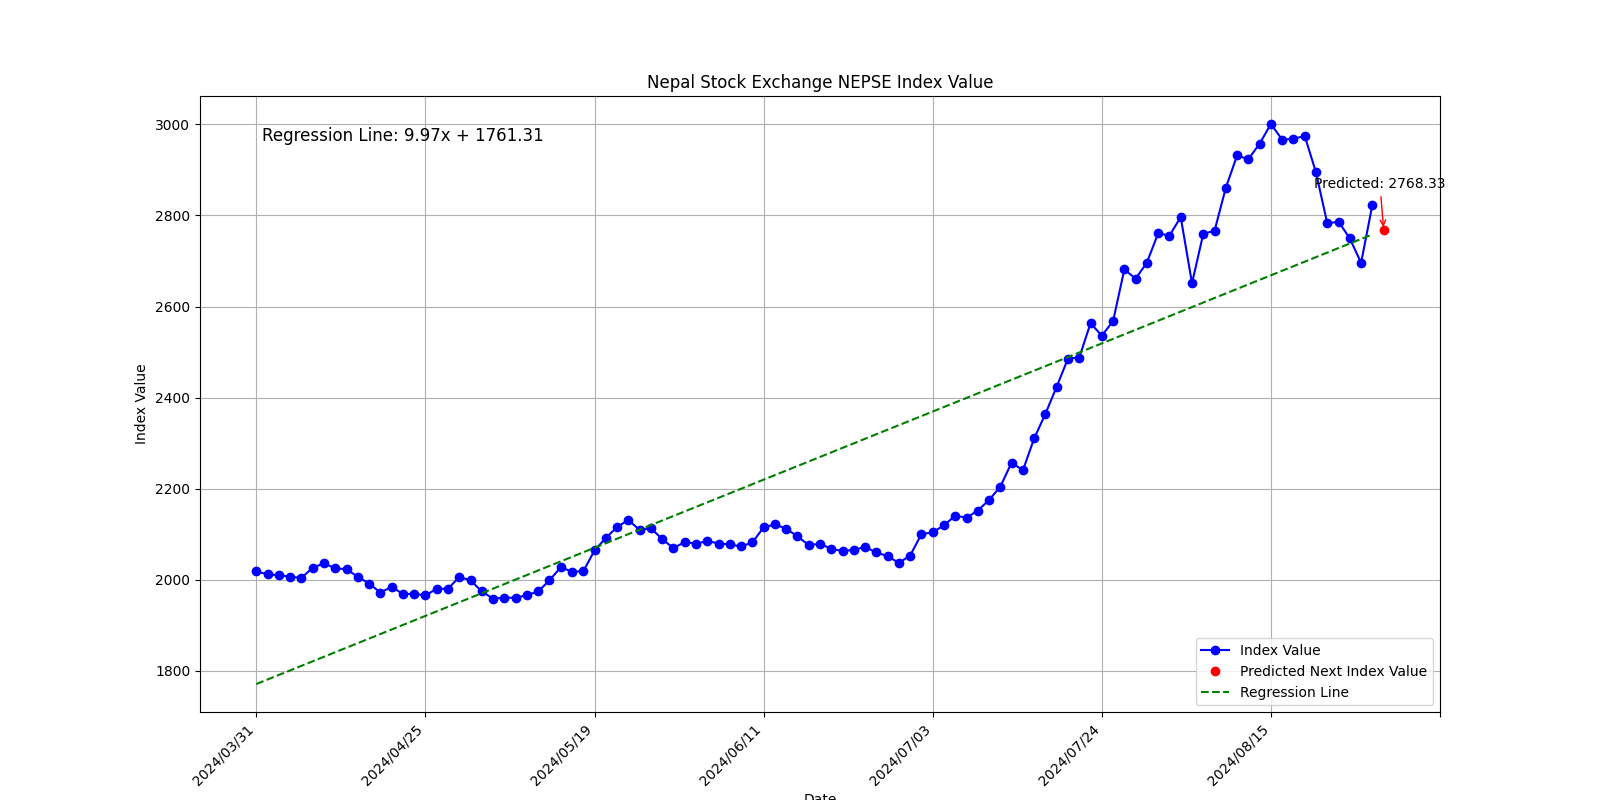 Nepal Stock Exchange NEPSE Index Value
Regression Line: 9.97x + 1761.31
Predicted: 2768.33
3000
2800
2600
2400
2200
2000
1800
Index Value
Index Value
Predicted Next Index Value
Regression Line
2024/03/31
2024/04/25
2024/05/19
2024/06/11
2024/07/03
2024/07/24
2024/08/15
Date